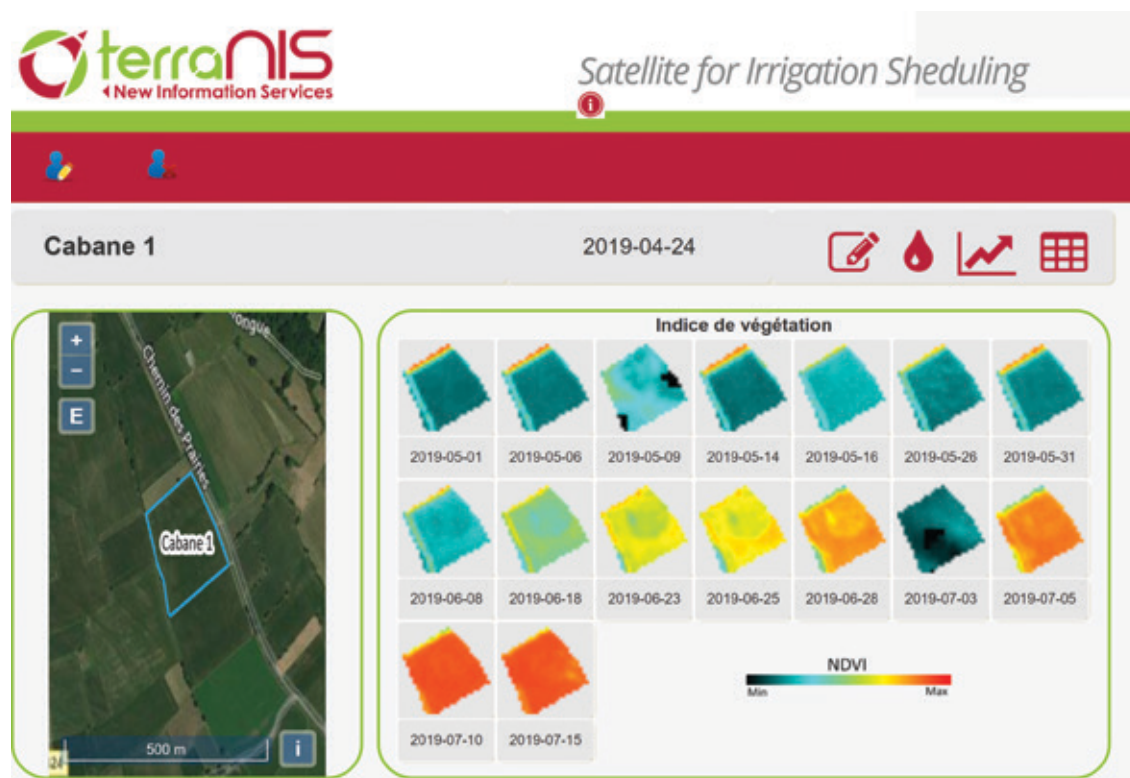 terraNIS
New Information Services
Satellite for Irrigation Sheduling
i
Cabane 1
2019-04-24
Indice de végétation
+
−
E
Chemin des Prairies
Cabane 1
500 m
i
2019-05-01 2019-05-06 2019-05-09 2019-05-14 2019-05-16 2019-05-26 2019-05-31
2019-06-08 2019-06-18 2019-06-23 2019-06-25 2019-06-28 2019-07-03 2019-07-05
2019-07-10 2019-07-15
NDVI
Min Max